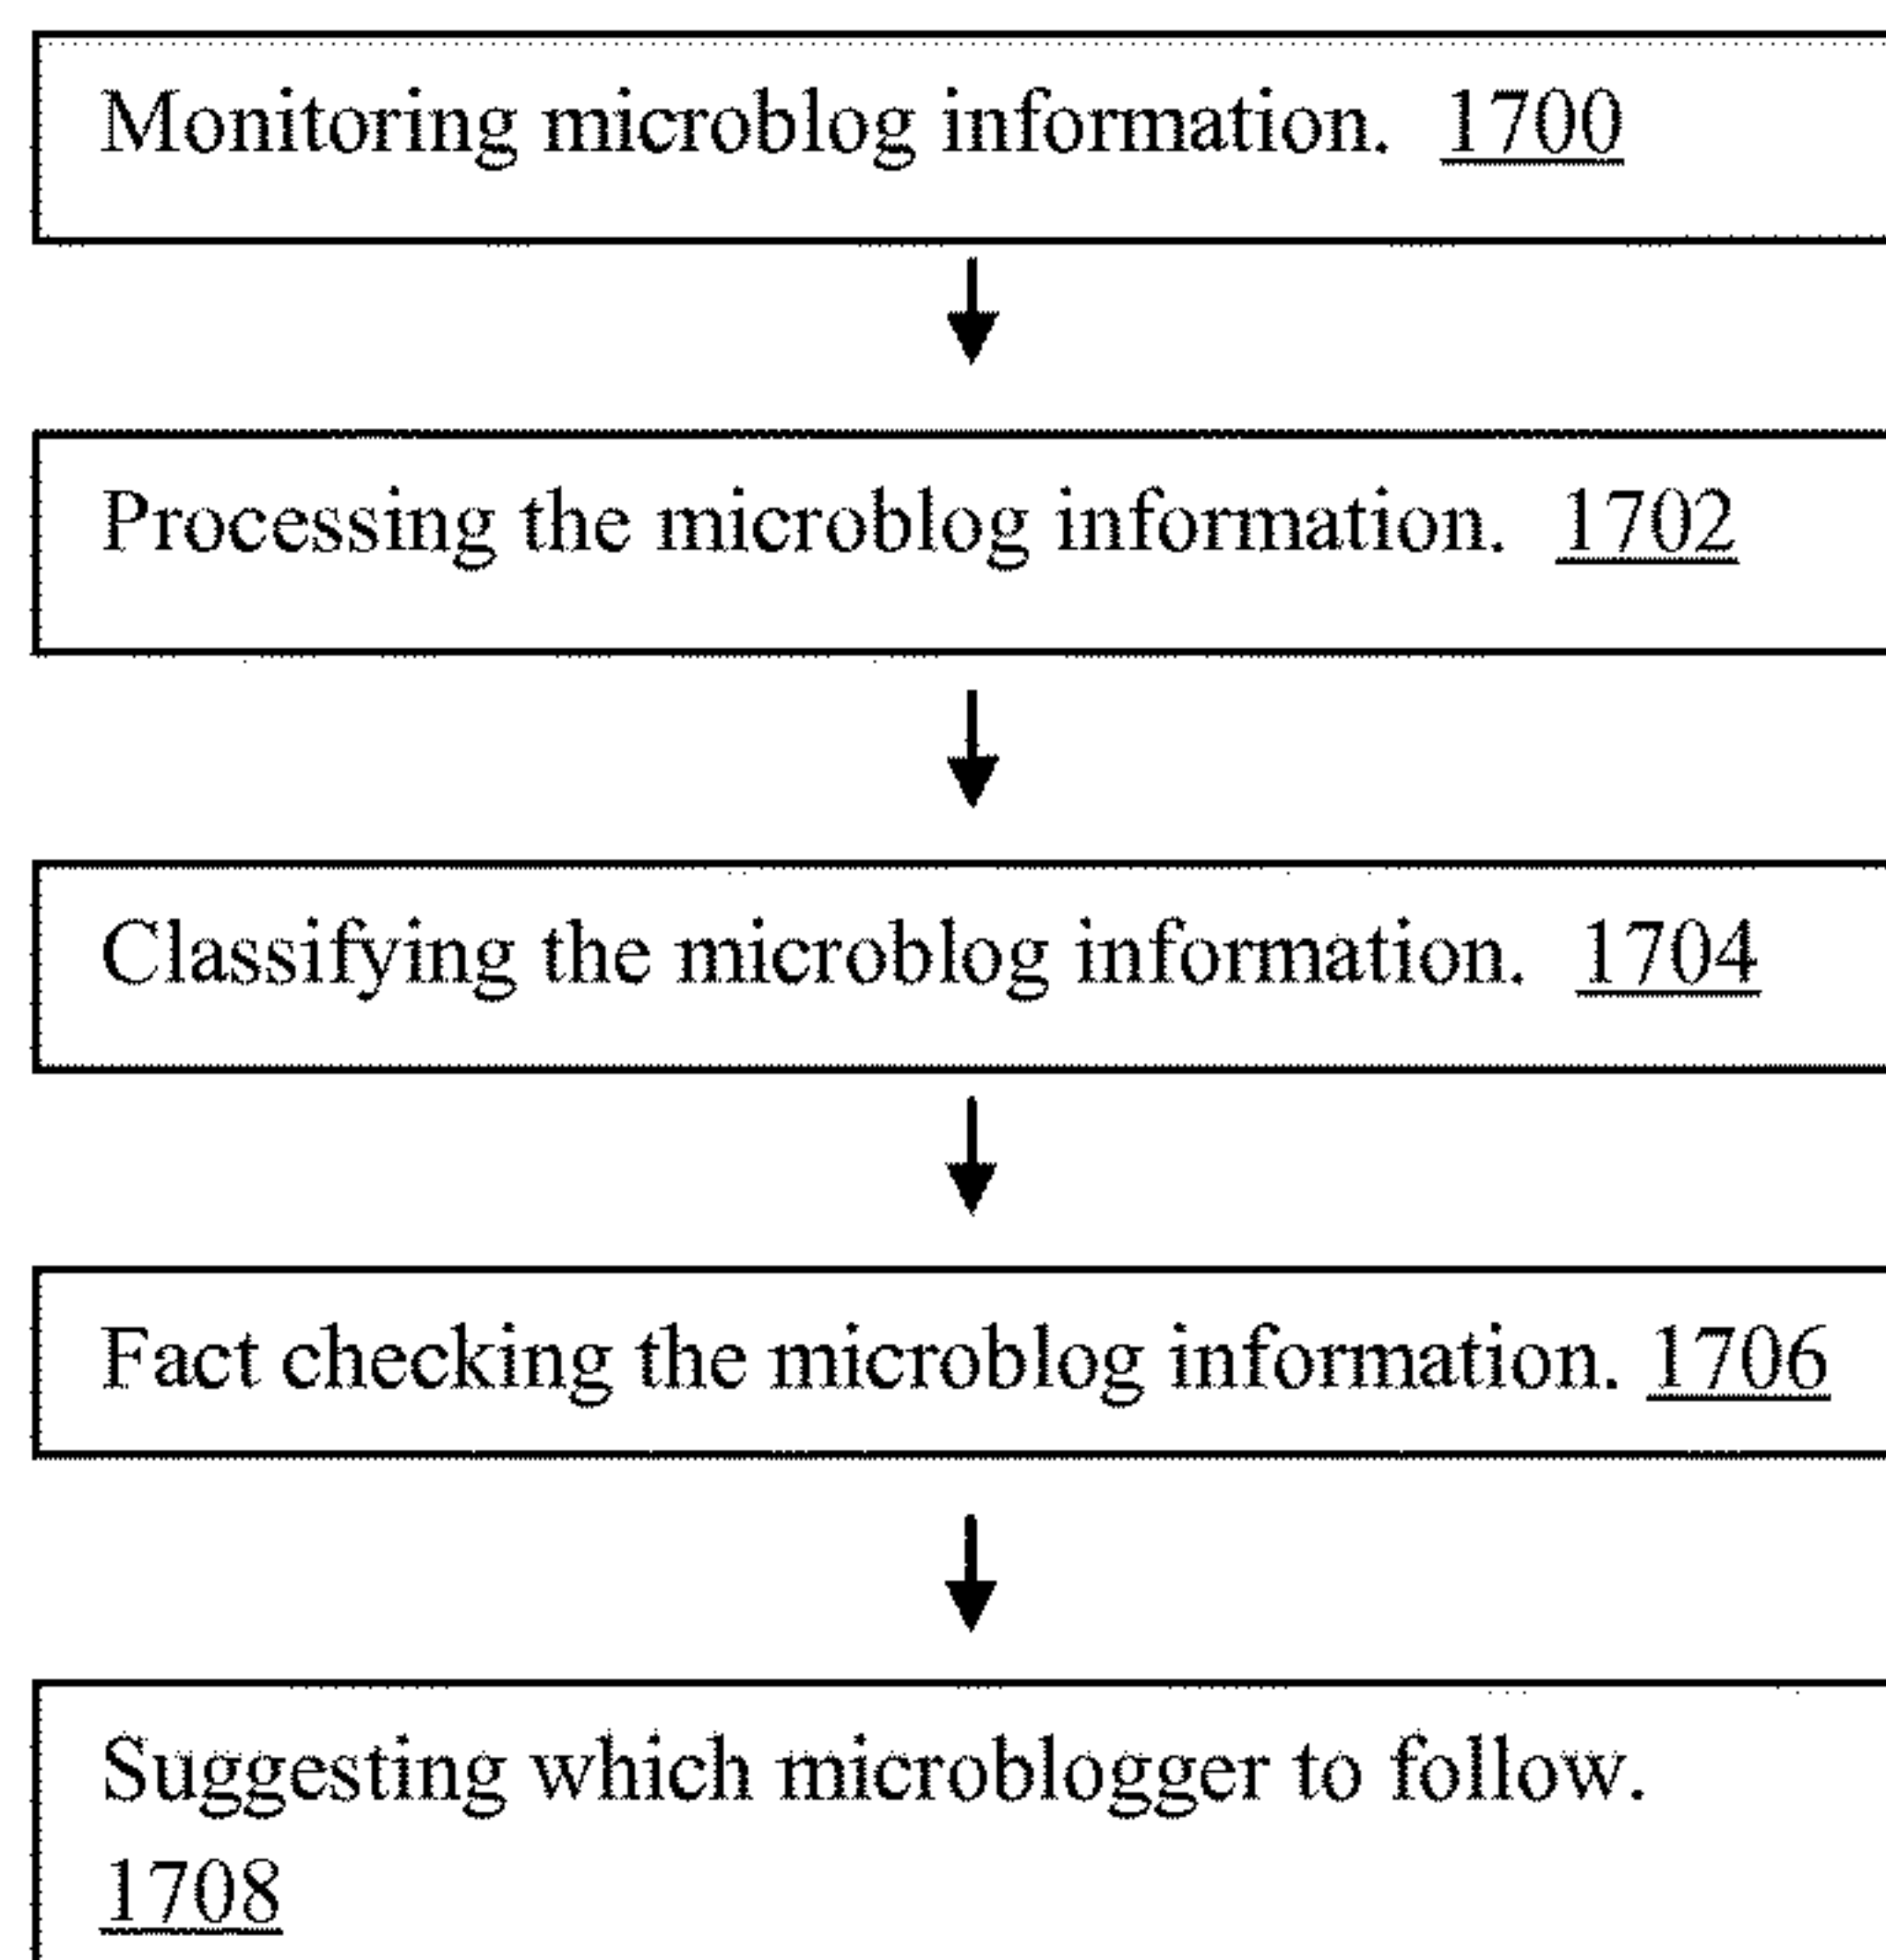 Monitoring microblog information. 1700
Processing the microblog information. 1702
Classifying the microblog information. 1704
Fact checking the microblog information. 1706
Suggesting which microblogger to follow.
1708